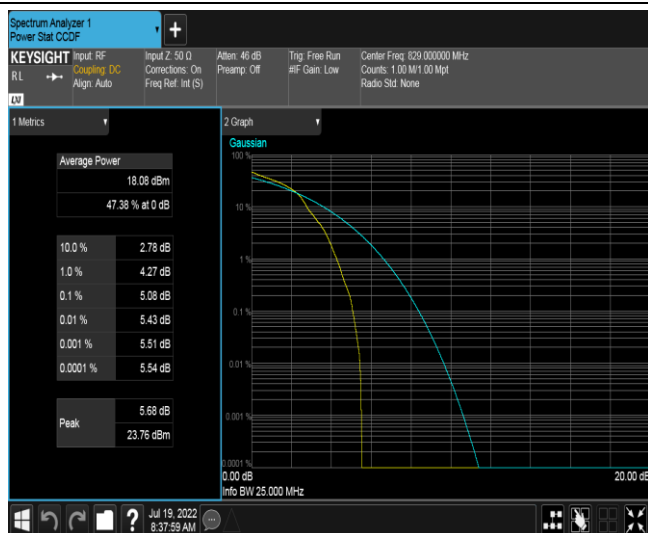 Spectrum Analyzer 1
Power Stat CCDF
+
KEYSIGHT
RL
LXI
Input: RF
Coupling: DC
Align: Auto
Input Z: 50 Ω
Corrections: On
Freq Ref: Int (S)
Atten: 46 dB
Preamp: Off
Trig: Free Run
#IF Gain: Low
Center Freq: 829.000000 MHz
Counts: 1.00 M/1.00 Mpt
Radio Std: None
1 Metrics
Average Power
18.08 dBm
47.38 % at 0 dB
10.0 % 2.78 dB
1.0 % 4.27 dB
0.1 % 5.08 dB
0.01 % 5.43 dB
0.001 % 5.51 dB
0.0001 % 5.54 dB
Peak
5.68 dB
23.76 dBm
2 Graph
Gaussian
100 %
10 %
1 %
0.1 %
0.01 %
0.001 %
0.0001 %
0.00 dB 20.00 dB
Info BW 25.000 MHz
?
Jul 19, 2022
8:37:59 AM